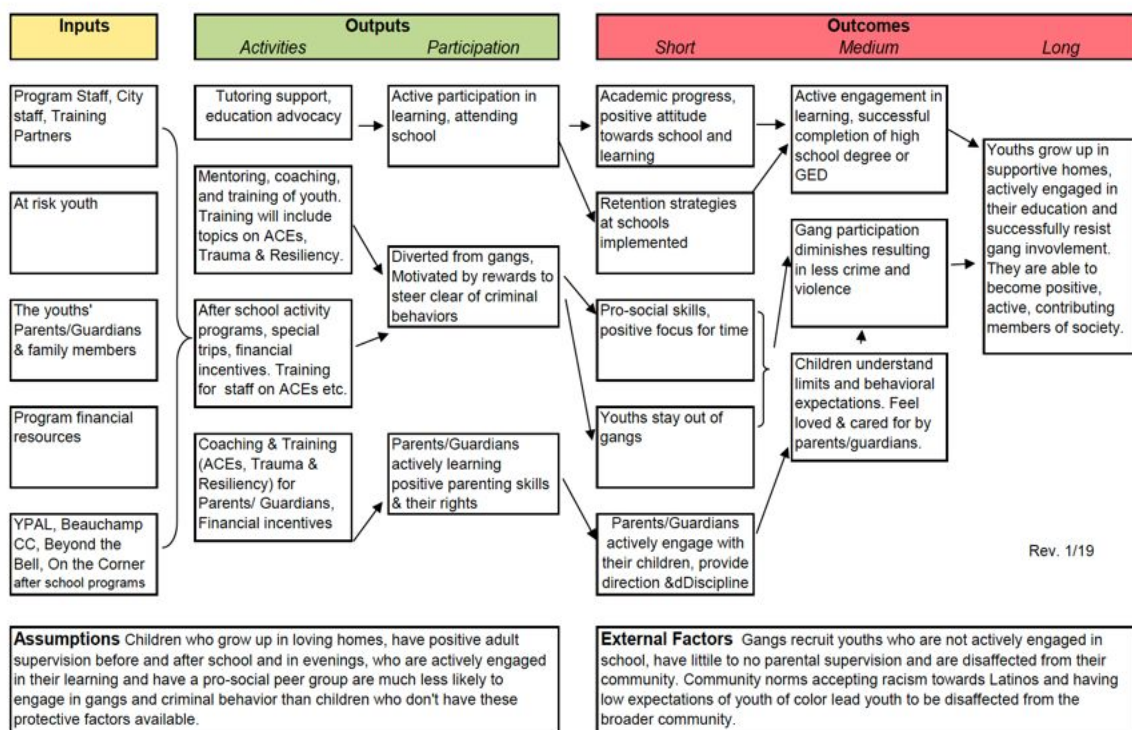 Inputs
Outputs
Activities Participation
Outcomes
Short Medium Long
Program Staff, City
staff, Training
Partners
At risk youth
The youths'
Parents/Guardians
& family members
Program financial
resources
YPAL, Beauchamp
CC, Beyond the
Bell, On the Corner
after school programs
Tutoring support,
education advocacy
Mentoring, coaching,
and training of youth.
Training will include
topics on ACEs,
Trauma & Resiliency.
After school activity
programs, special
trips, financial
incentives. Training
for staff on ACEs etc.
Coaching & Training
(ACEs, Trauma &
Resiliency) for
Parents/ Guardians,
Financial incentives
Active participation in
learning, attending
school
Diverted from gangs,
Motivated by rewards to
steer clear of criminal
behaviors
Parents/Guardians
actively learning
positive parenting skills
& their rights
Academic progress,
positive attitude
towards school and
learning
Retention strategies
at schools
implemented
Pro-social skills,
positive focus for time
Youths stay out of
gangs
Parents/Guardians
actively engage with
their children, provide
direction &dDiscipline
Active engagement in
learning, successful
completion of high
school degree or
GED
Gang participation
diminishes resulting
in less crime and
violence
Children understand
limits and behavioral
expectations. Feel
loved & cared for by
parents/guardians.
Youths grow up in
supportive homes,
actively engaged in
their education and
successfully resist
gang invovlement.
They are able to
become positive,
active, contributing
members of society.
Rev. 1/19
Assumptions Children who grow up in loving homes, have positive adult
supervision before and after school and in evenings, who are actively engaged
in their learning and have a pro-social peer group are much less likely to
engage in gangs and criminal behavior than children who don't have these
protective factors available.
External Factors Gangs recruit youths who are not actively engaged in
school, have littile to no parental supervision and are disaffected from their
community. Community norms accepting racism towards Latinos and having
low expectations of youth of color lead youth to be disaffected from the
broader community.